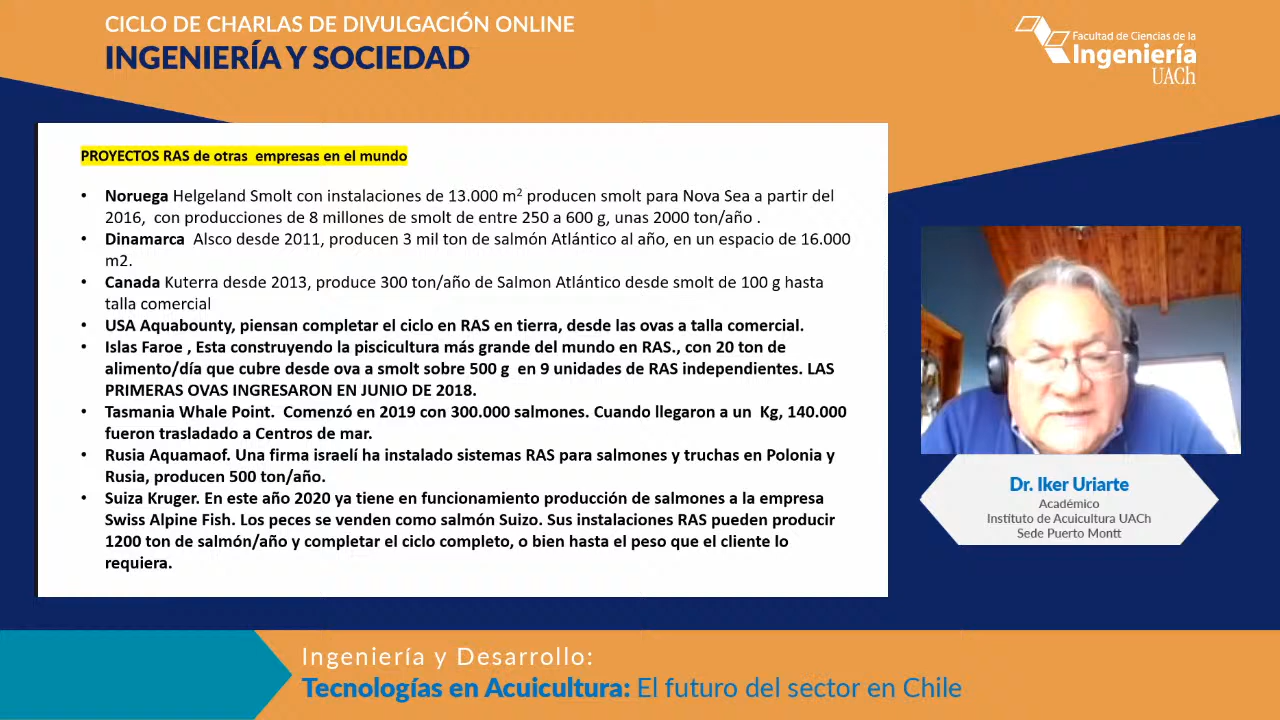 CICLO DE CHARLAS DE DIVULGACIÓN ONLINE
INGENIERÍA Y SOCIEDAD
Facultad de Ciencias de la
Ingeniería
UACh
PROYECTOS RAS de otras empresas en el mundo
• Noruega Helgeland Smolt con instalaciones de 13.000 m² producen smolt para Nova Sea a partir del
2016, con producciones de 8 millones de smolt de entre 250 a 600 g, unas 2000 ton/año .
• Dinamarca Alsco desde 2011, producen 3 mil ton de salmón Atlántico al año, en un espacio de 16.000
m2.
• Canada Kuterra desde 2013, produce 300 ton/año de Salmon Atlántico desde smolt de 100 g hasta
talla comercial
• USA Aquabounty, piensan completar el ciclo en RAS en tierra, desde las ovas a talla comercial.
• Islas Faroe , Esta construyendo la piscicultura más grande del mundo en RAS., con 20 ton de
alimento/día que cubre desde ova a smolt sobre 500 g en 9 unidades de RAS independientes. LAS
PRIMERAS OVAS INGRESARON EN JUNIO DE 2018.
• Tasmania Whale Point. Comenzó en 2019 con 300.000 salmones. Cuando llegaron a un Kg, 140.000
fueron trasladado a Centros de mar.
• Rusia Aquamaof. Una firma israelí ha instalado sistemas RAS para salmones y truchas en Polonia y
Rusia, producen 500 ton/año.
• Suiza Kruger. En este año 2020 ya tiene en funcionamiento producción de salmones a la empresa
Swiss Alpine Fish. Los peces se venden como salmón Suizo. Sus instalaciones RAS pueden producir
1200 ton de salmón/año y completar el ciclo completo, o bien hasta el peso que el cliente lo
requiera.
Dr. Iker Uriarte
Académico
Instituto de Acuicultura UACh
Sede Puerto Montt
Ingeniería y Desarrollo:
Tecnologías en Acuicultura: El futuro del sector en Chile